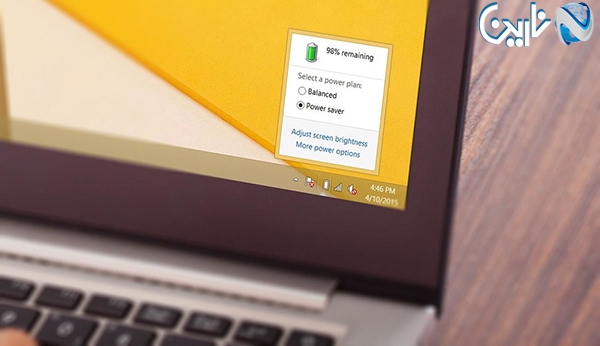 نارین
98% remaining
Select a power plan:
Balanced
Power saver
Adjust screen brightness
More power options
4:46 PM
4/10/2015